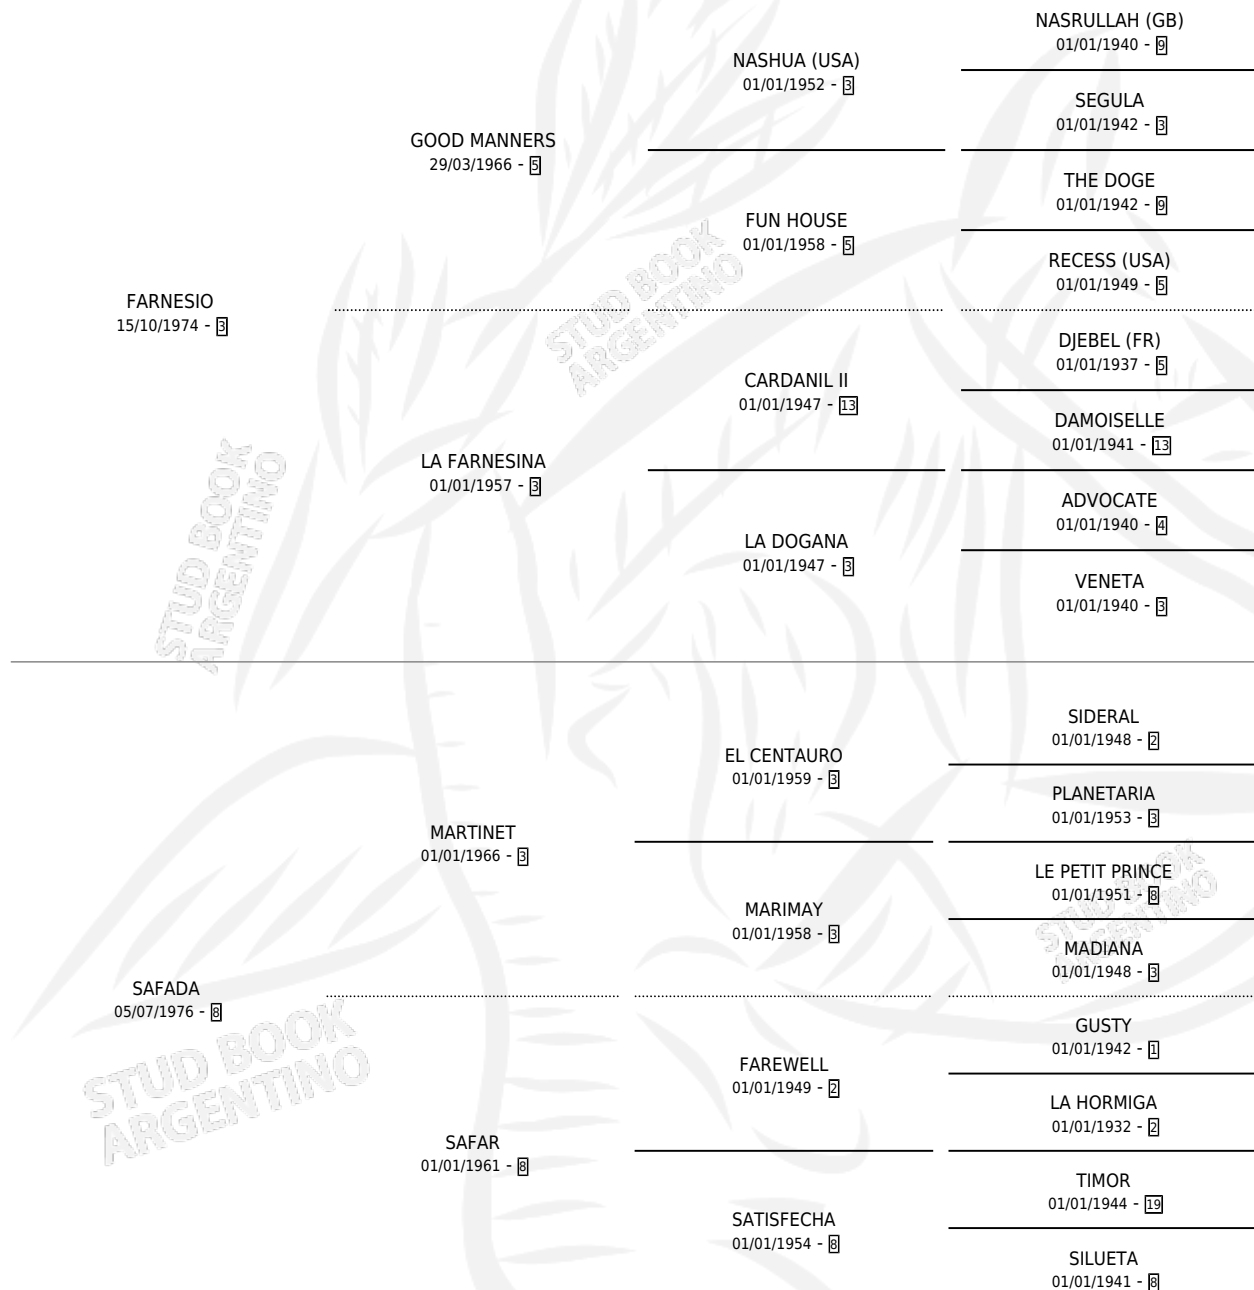 NASRULLAH (GB)
01/01/1940 - 9
NASHUA (USA)
01/01/1952 - 3
SEGULA
01/01/1942 - 3
GOOD MANNERS
29/03/1966 - 5
THE DOGE
01/01/1942 - 9
FUN HOUSE
01/01/1958 - 5
RECESS (USA)
01/01/1949 - 5
FARNESIO
15/10/1974 - 3
DJEBEL (FR)
01/01/1937 - 5
CARDANIL II
01/01/1947 - 13
DAMOISELLE
01/01/1941 - 13
LA FARNESINA
01/01/1957 - 3
ADVOCATE
01/01/1940 - 4
LA DOGANA
01/01/1947 - 3
VENETA
01/01/1940 - 3
SIDERAL
01/01/1948 - 2
EL CENTAURO
01/01/1959 - 3
PLANETARIA
01/01/1953 - 3
MARTINET
01/01/1966 - 3
LE PETIT PRINCE
01/01/1951 - 8
MARIMAY
01/01/1958 - 3
MADIANA
01/01/1948 - 3
SAFADA
05/07/1976 - 8
GUSTY
01/01/1942 - 1
FAREWELL
01/01/1949 - 2
LA HORMIGA
01/01/1932 - 2
SAFAR
01/01/1961 - 8
TIMOR
01/01/1944 - 19
SATISFECHA
01/01/1954 - 8
SILUETA
01/01/1941 - 8
STUD BOOK
ARGENTINO
STUD BOOK
ARGENTINO
STUD BOOK
ARGENTINO
STUD BOOK
ARGENTINO